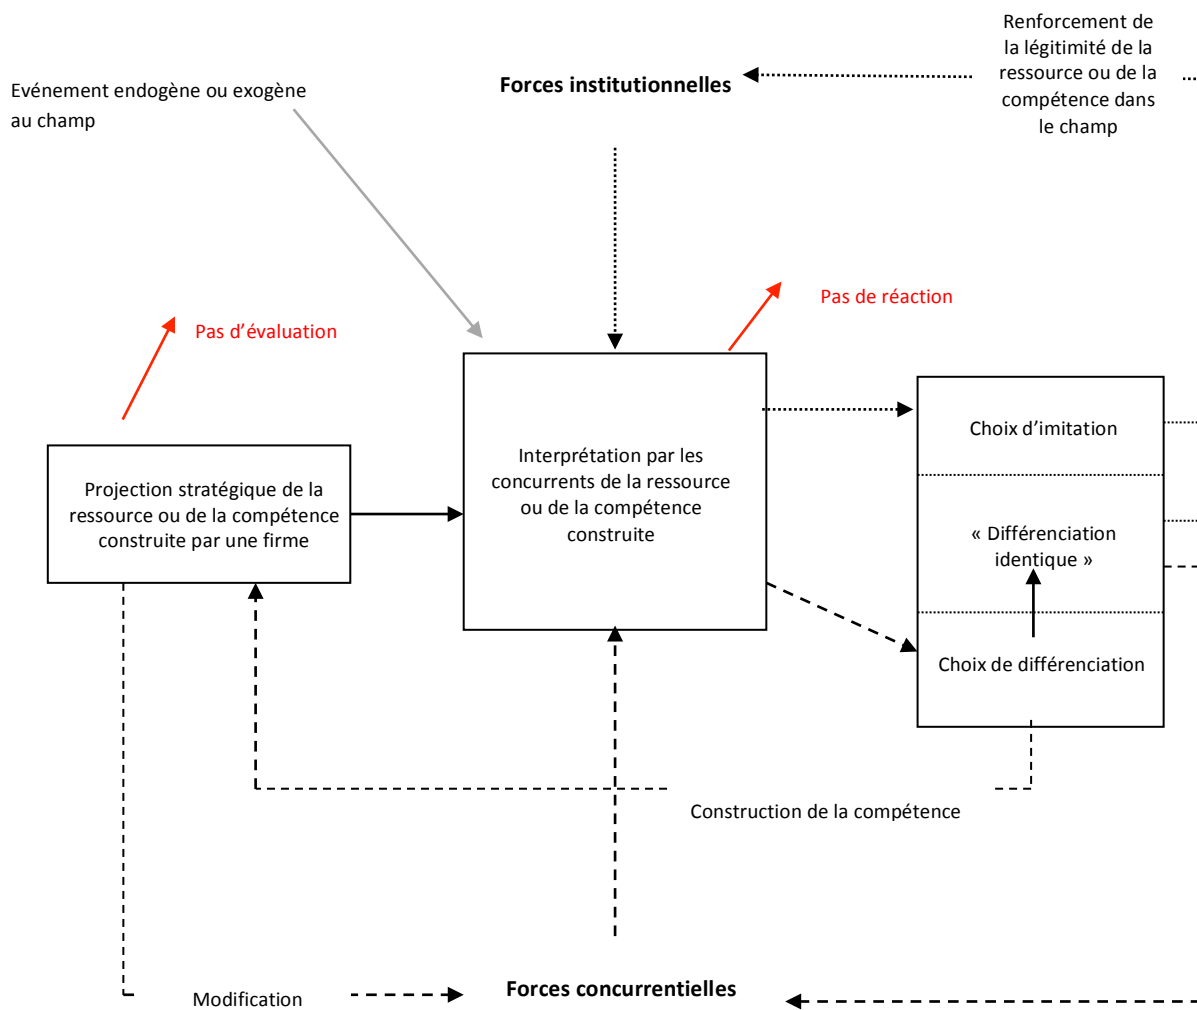 Renforcement de
la légitimité de la
ressource ou de la
compétence dans
le champ
Forces institutionnelles
Evénement endogène ou exogène
au champ
Pas de réaction
Pas d’évaluation
Projection stratégique de la
ressource ou de la compétence
construite par une firme
Interprétation par les
concurrents de la ressource
ou de la compétence
construite
Choix d’imitation
« Différenciation
identique »
Choix de différenciation
Construction de la compétence
Modification
Forces concurrentielles